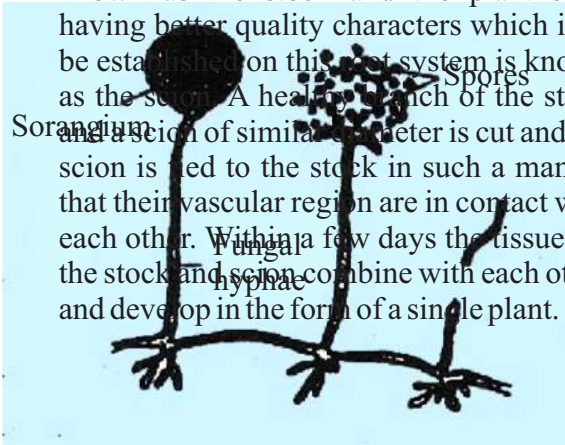 having better quality characters which i
be established on this root system is kno
as the scion. A healthy branch of the st
and a scion of similar diameter is cut and
scion is tied to the stock in such a man
that their vascular region are in contact w
each other. Within a few days the tissue
the stock and scion combine with each ot
and develop in the form of a single plant.
Spores
Sorangium
Fungal
hyphae